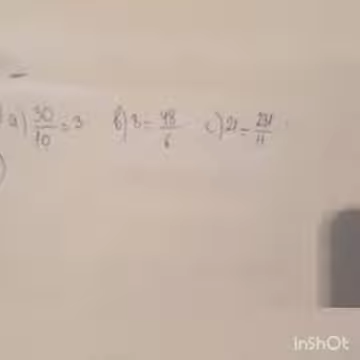 a) 30/10 = 3 б) 8 = 48/6 c) 21 = 231/11
InShOt